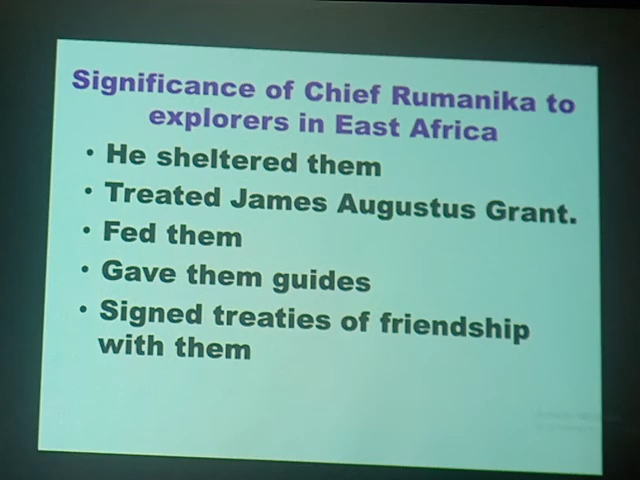 Significance of Chief Rumanika to
explorers in East Africa
• He sheltered them
• Treated James Augustus Grant.
• Fed them
• Gave them guides
• Signed treaties of friendship
with them